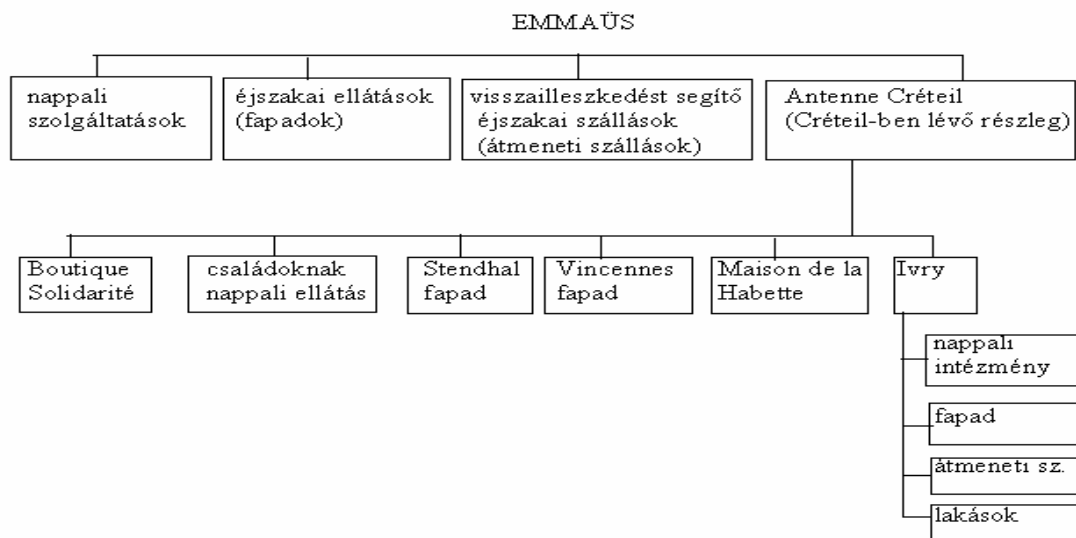 EMMAÜS
nappali
szolgáltatások
éjszakai ellátások
(fapadok)
visszailleszkedést segítő
éjszakai szállások
(átmeneti szállások)
Antenne Créteil
(Créteil-ben lévő részleg)
Boutique
Solidarité
családoknak
nappali ellátás
Stendhal
fapad
Vincennes
fapad
Maison de la
Habette
Ivry
nappali
intézmény
fapad
átmeneti sz.
lakások